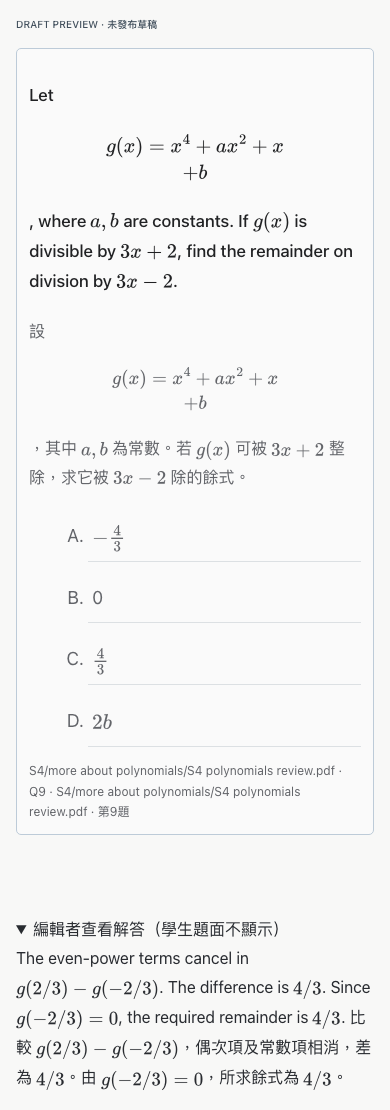 DRAFT PREVIEW · 未發布草稿
Let
g(x) = x⁴ + ax² + x
+b
, where a, b are constants. If g(x) is
divisible by 3x + 2, find the remainder on
division by 3x − 2.
設
g(x) = x⁴ + ax² + x
+b
，其中 a, b 為常數。若 g(x) 可被 3x + 2 整
除，求它被 3x − 2 除的餘式。
A. −4/3
B. 0
C. 4/3
D. 2b
S4/more about polynomials/S4 polynomials review.pdf ·
Q9 · S4/more about polynomials/S4 polynomials
review.pdf · 第9題
▼ 編輯者查看解答（學生題面不顯示）
The even-power terms cancel in
g(2/3) − g(−2/3). The difference is 4/3. Since
g(−2/3) = 0, the required remainder is 4/3. 比
較 g(2/3) − g(−2/3)，偶次項及常數項相消，差
為 4/3。由 g(−2/3) = 0，所求餘式為 4/3。